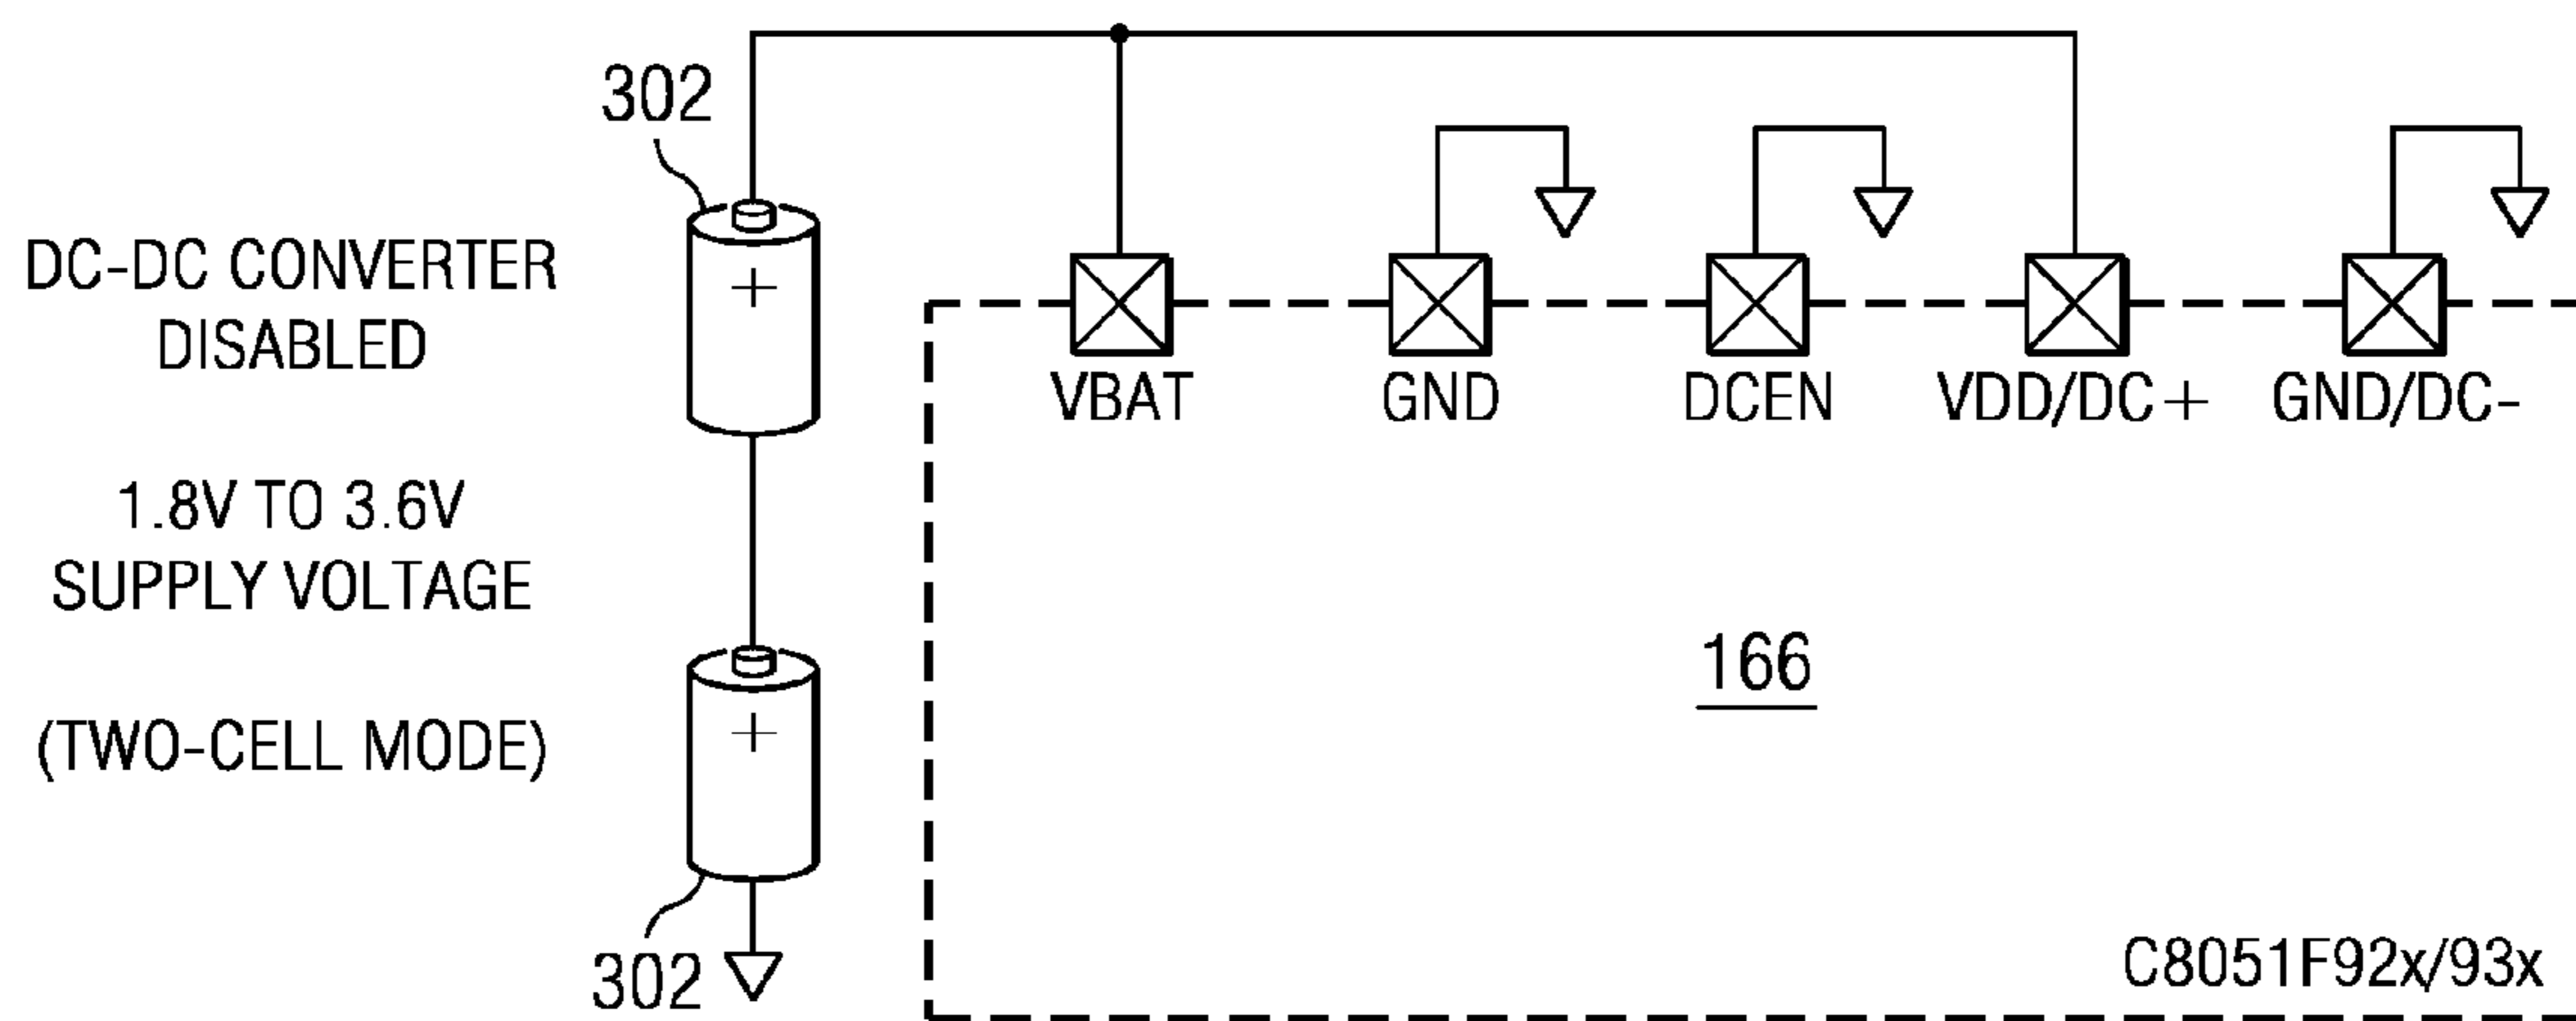 302
DC-DC CONVERTER
DISABLED
1.8V TO 3.6V
SUPPLY VOLTAGE
(TWO-CELL MODE)
+
+
302
VBAT
GND
DCEN
VDD/DC+
GND/DC-
166
C8051F92x/93x